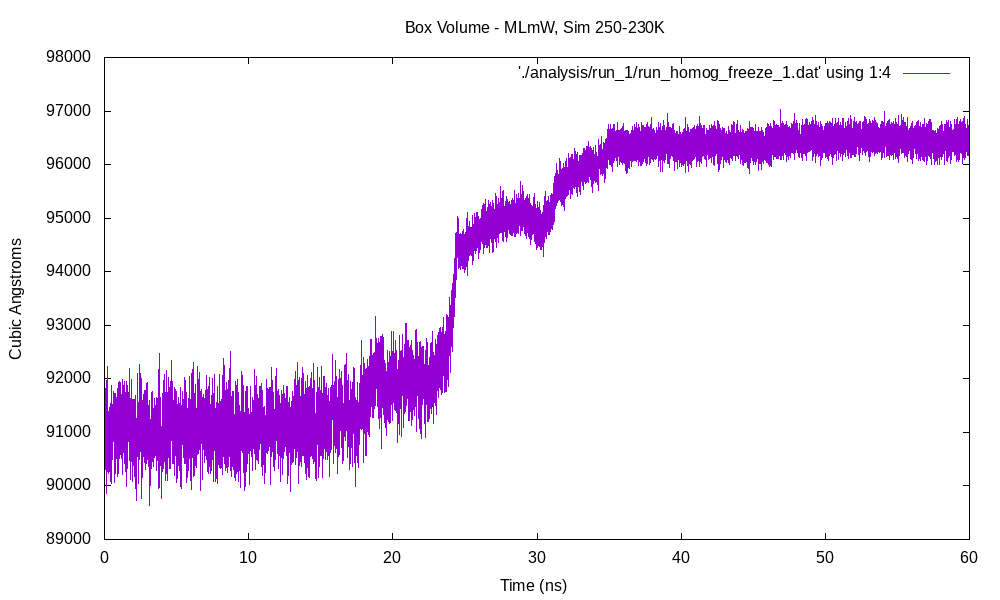 Box Volume - MLmW, Sim 250-230K
'./analysis/run_1/run_homog_freeze_1.dat' using 1:4
98000
97000
96000
95000
94000
93000
92000
91000
90000
89000
Cubic Angstroms
0 10 20 30 40 50 60
Time (ns)